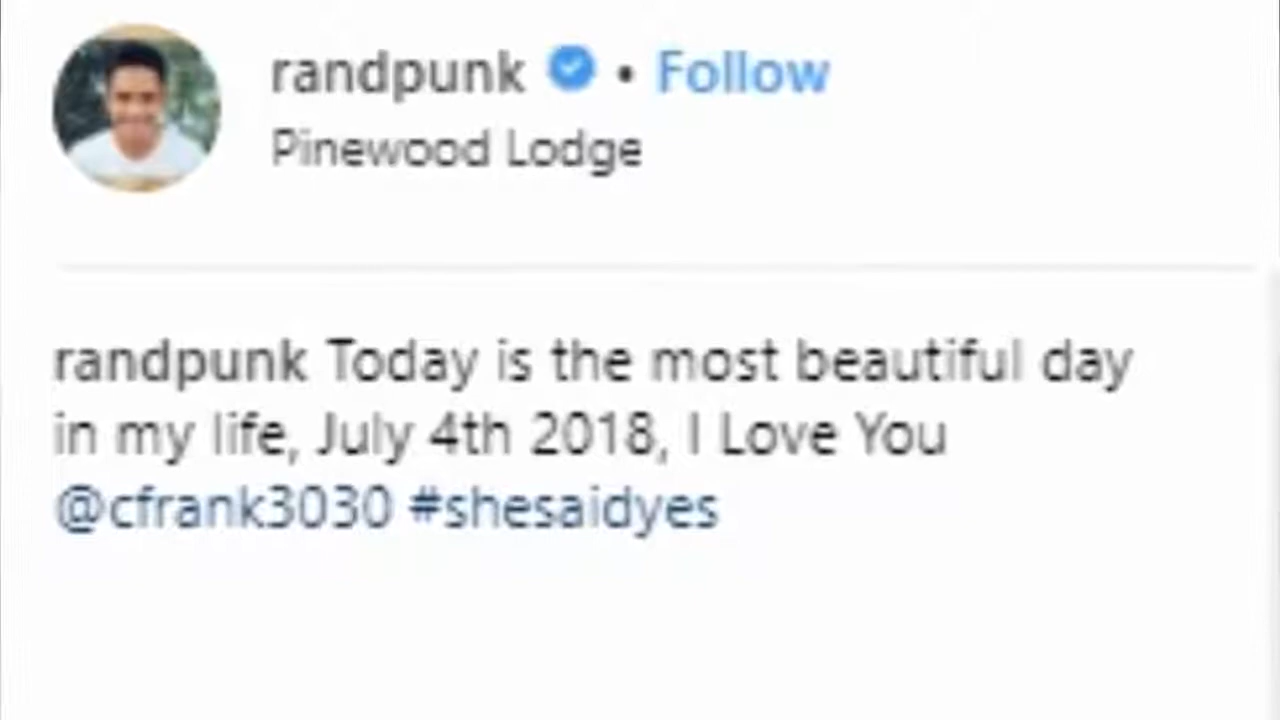 randpunk • Follow
Pinewood Lodge
randpunk Today is the most beautiful day
in my life, July 4th 2018, I Love You
@cfrank3030 #shesaidyes